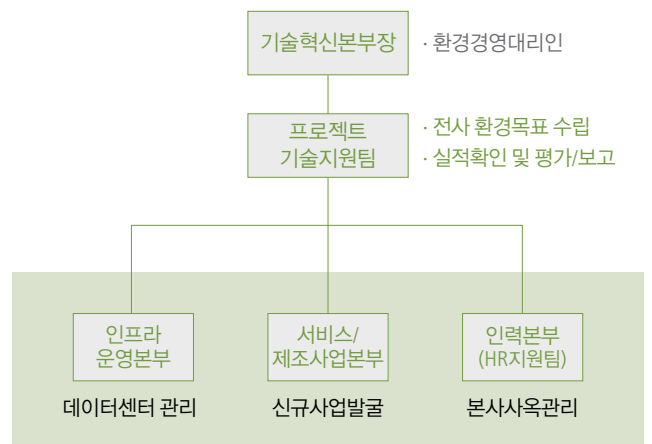 기술혁신본부장
· 환경경영대리인
프로젝트
기술지원팀
· 전사 환경목표 수립
· 실적확인 및 평가/보고
인프라
운영본부
서비스/
제조사업본부
인력본부
(HR지원팀)
데이터센터 관리
신규사업발굴
본사사옥관리